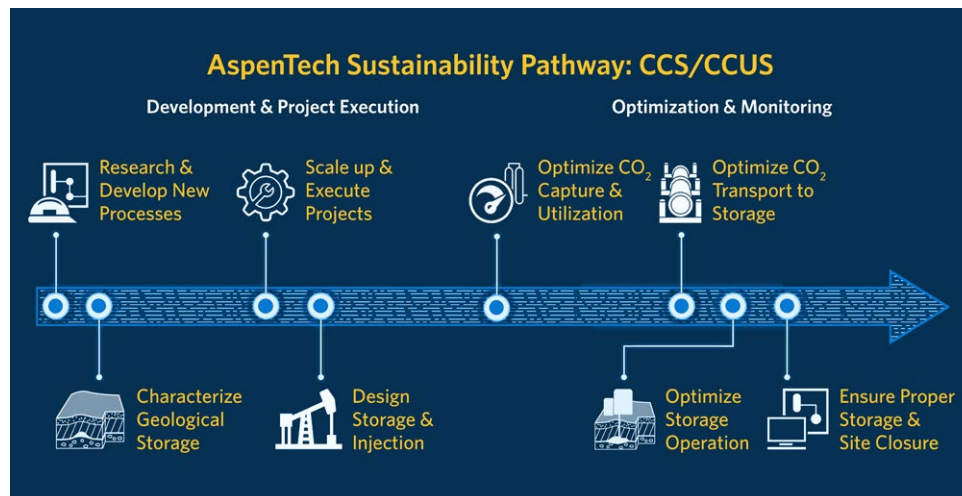 AspenTech Sustainability Pathway: CCS/CCUS
Development & Project Execution
Optimization & Monitoring
Research &
Develop New
Processes
Scale up &
Execute
Projects
Optimize CO₂
Capture &
Utilization
Optimize CO₂
Transport to
Storage
Characterize
Geological
Storage
Design
Storage &
Injection
Optimize
Storage
Operation
Ensure Proper
Storage &
Site Closure